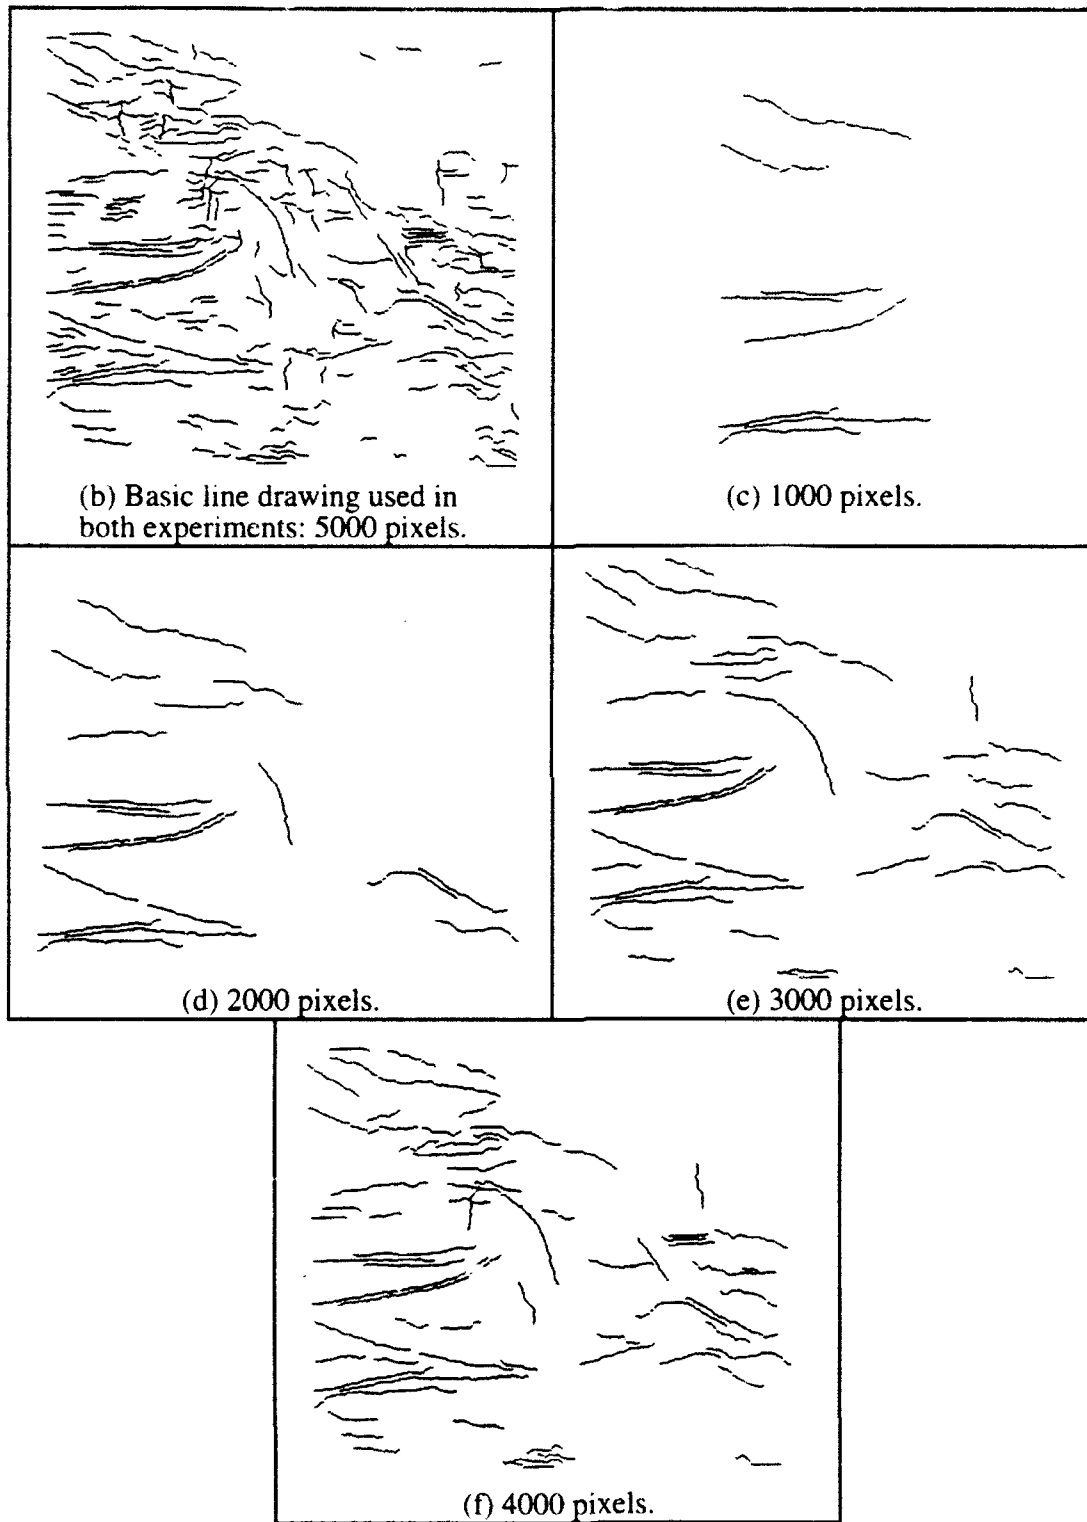 (b) Basic line drawing used in
both experiments: 5000 pixels.
(c) 1000 pixels.
(d) 2000 pixels.
(e) 3000 pixels.
(f) 4000 pixels.